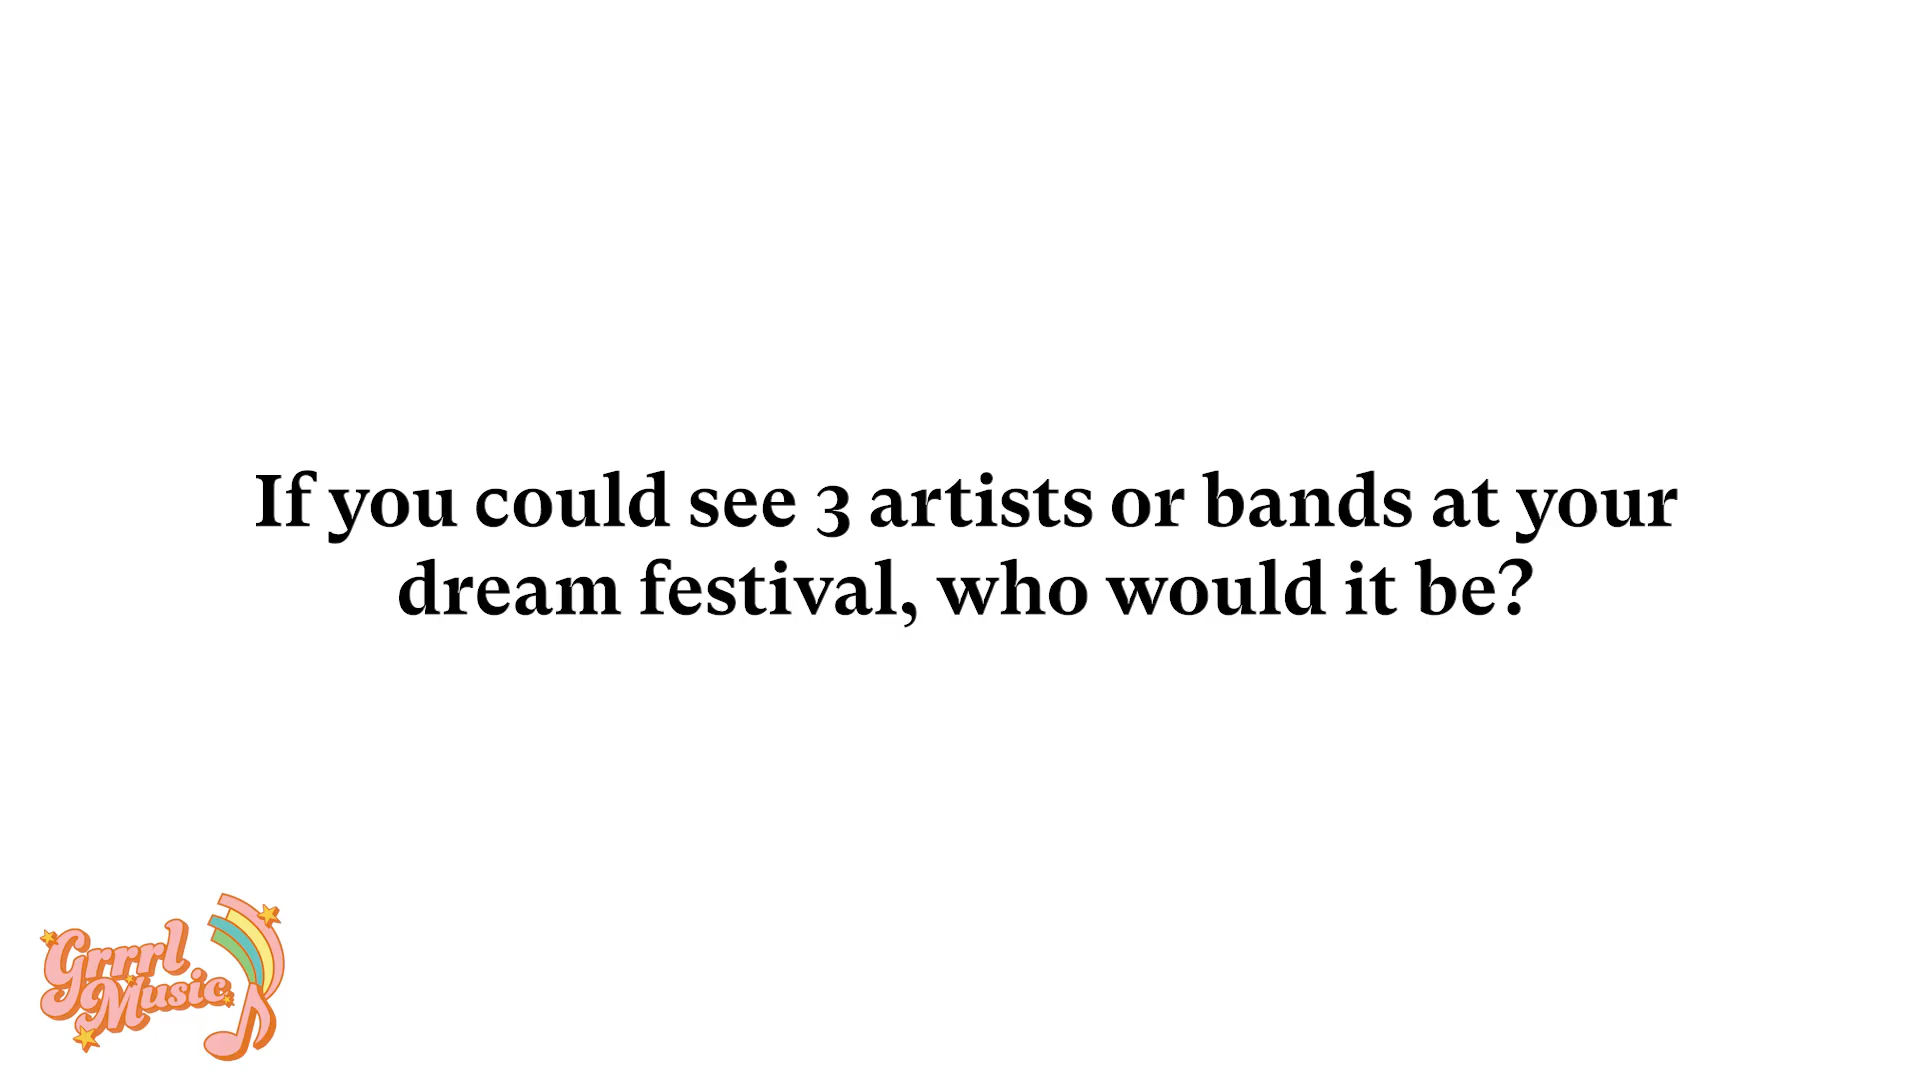 If you could see 3 artists or bands at your
dream festival, who would it be?
Grrrl
Music